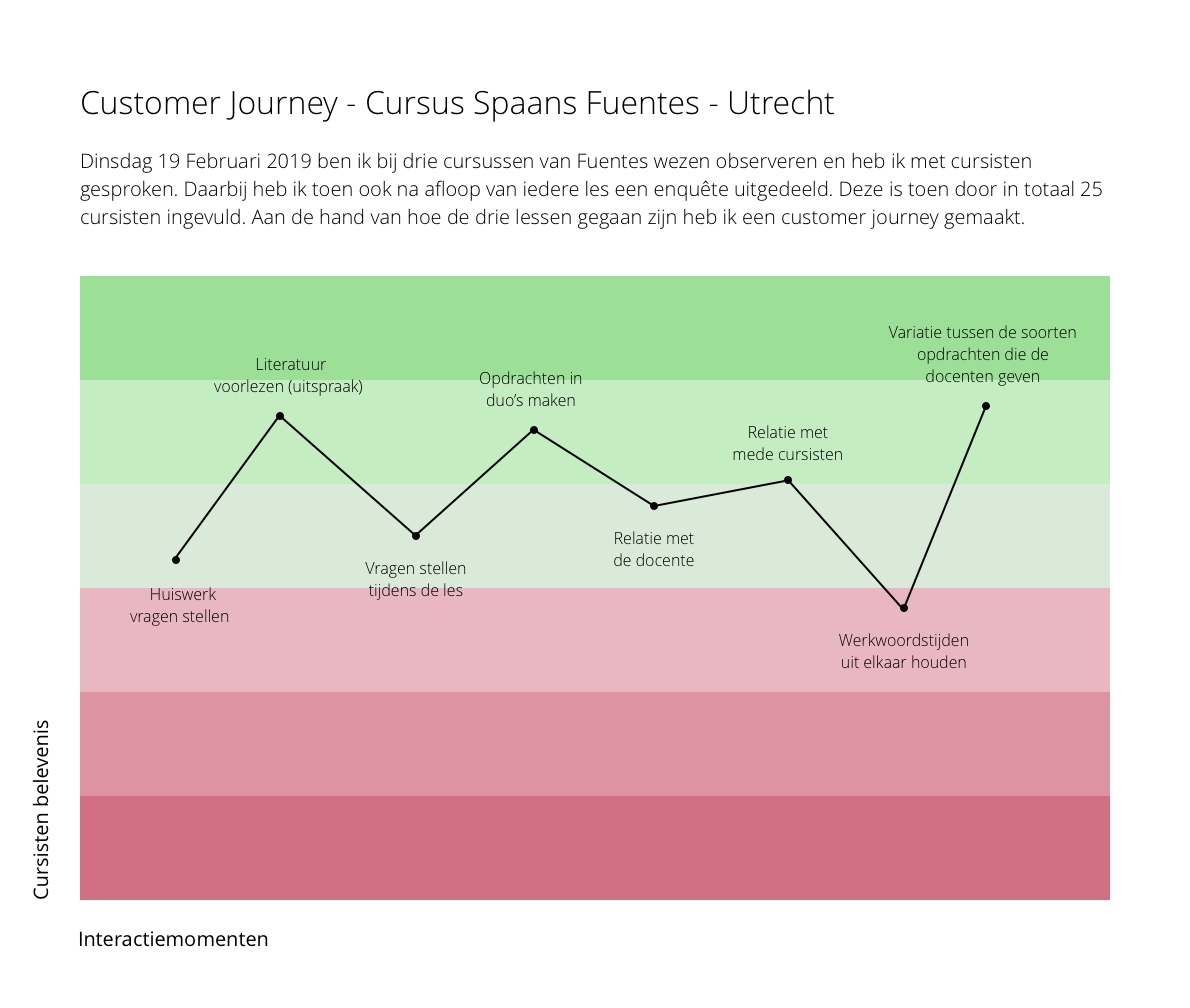 Customer Journey - Cursus Spaans Fuentes - Utrecht
Dinsdag 19 Februari 2019 ben ik bij drie cursussen van Fuentes wezen observeren en heb ik met cursisten
gesproken. Daarbij heb ik toen ook na afloop van iedere les een enquête uitgedeeld. Deze is toen door in totaal 25
cursisten ingevuld. Aan de hand van hoe de drie lessen gegaan zijn heb ik een customer journey gemaakt.
Huiswerk
vragen stellen
Literatuur
voorlezen (uitspraak)
Vragen stellen
tijdens de les
Opdrachten in
duo’s maken
Relatie met
de docente
Relatie met
mede cursisten
Werkwoordstijden
uit elkaar houden
Variatie tussen de soorten
opdrachten die de
docenten geven
Cursisten belevenis
Interactiemomenten